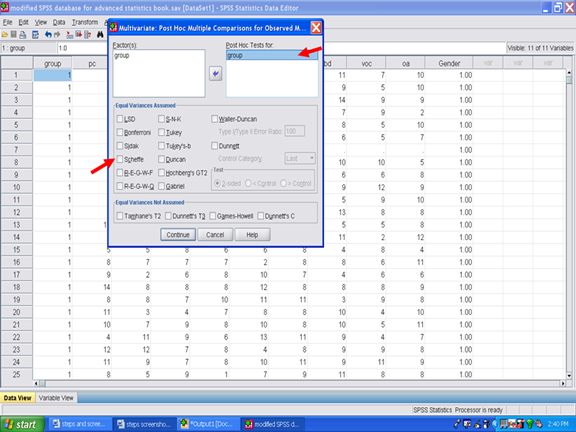 modified SPSS database for advanced statistics book.sav [DataSet1] - SPSS Statistics Data Editor
Multivariate: Post Hoc Multiple Comparisons for Observed M...
1 : group 1.0
Visible: 11 of 11 Variables
Factor(s):
Post Hoc Tests for:
group
group
group pc bd voc oa Gender var var var
Equal Variances Assumed
LSD S-N-K Waller-Duncan
Bonferroni Tukey Type I/Type II Error Ratio: 100
Sidak Tukey's-b Dunnett
Scheffe Duncan Control Category: Last
R-E-G-W-F Hochberg's GT2 Test
R-E-G-W-Q Gabriel 2-sided < Control > Control
Equal Variances Not Assumed
Tamhane's T2 Dunnett's T3 Games-Howell Dunnett's C
Continue Cancel Help
1 1 11 7 10 1.00
2 1 9 5 10 1.00
3 1 14 9 9 1.00
4 1 7 9 2 1.00
5 1 8 5 10 1.00
6 1 6 5 7 1.00
7 1 . . . 1.00
8 1 10 10 5 1.00
9 1 8 6 10 1.00
10 1 9 12 9 1.00
11 1 10 5 6 1.00
12 1 13 8 8 1.00
13 1 5 5 8 1.00
14 1 11 2 12 1.00
15 1 5 5 8 6 6 8 4 8 4 1.00
16 1 8 7 7 7 2 8 8 6 11 1.00
17 1 9 2 6 8 10 7 4 6 6 1.00
18 1 14 8 8 8 12 8 6 8 9 1.00
19 1 8 9 7 10 11 11 3 9 8 1.00
20 1 11 3 4 7 8 8 10 4 10 1.00
21 1 10 7 9 10 8 8 10 5 11 1.00
22 1 4 11 9 6 13 11 9 4 7 1.00
23 1 12 12 7 8 4 8 9 9 8 1.00
24 1 11 9 7 8 10 11 9 11 9 1.00
25 1 8 5 9 1 7 9 11 8 8 1.00
Data View Variable View
SPSS Statistics Processor is ready
start steps and scree... steps screensho... *Output1 [Doc... modified SPSS d... 2:40 PM